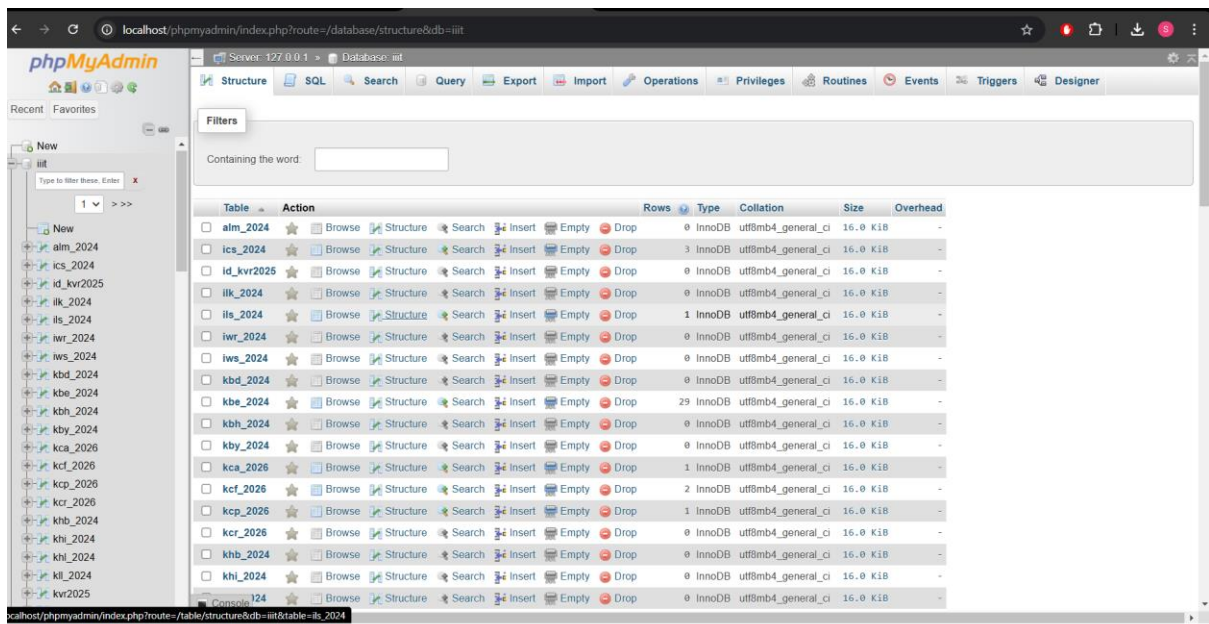 localhost/phpmyadmin/index.php?route=/database/structure&db=iiit
S
phpMyAdmin
Recent Favorites
New
iiit
Type to filter these, Enter X
1 > >>
New
alm_2024
ics_2024
id_kvr2025
ilk_2024
ils_2024
iwr_2024
iws_2024
kbd_2024
kbe_2024
kbh_2024
kby_2024
kca_2026
kcf_2026
kcp_2026
kcr_2026
khb_2024
khi_2024
khl_2024
kll_2024
kvr2025
Server: 127.0.0.1 » Database: iiit
Structure SQL Search Query Export Import Operations Privileges Routines Events Triggers Designer
Filters
Containing the word:
Table Action Rows Type Collation Size Overhead
alm_2024 Browse Structure Search Insert Empty Drop 0 InnoDB utf8mb4_general_ci 16.0 KiB -
ics_2024 Browse Structure Search Insert Empty Drop 3 InnoDB utf8mb4_general_ci 16.0 KiB -
id_kvr2025 Browse Structure Search Insert Empty Drop 0 InnoDB utf8mb4_general_ci 16.0 KiB -
ilk_2024 Browse Structure Search Insert Empty Drop 0 InnoDB utf8mb4_general_ci 16.0 KiB -
ils_2024 Browse Structure Search Insert Empty Drop 1 InnoDB utf8mb4_general_ci 16.0 KiB -
iwr_2024 Browse Structure Search Insert Empty Drop 0 InnoDB utf8mb4_general_ci 16.0 KiB -
iws_2024 Browse Structure Search Insert Empty Drop 0 InnoDB utf8mb4_general_ci 16.0 KiB -
kbd_2024 Browse Structure Search Insert Empty Drop 0 InnoDB utf8mb4_general_ci 16.0 KiB -
kbe_2024 Browse Structure Search Insert Empty Drop 29 InnoDB utf8mb4_general_ci 16.0 KiB -
kbh_2024 Browse Structure Search Insert Empty Drop 0 InnoDB utf8mb4_general_ci 16.0 KiB -
kby_2024 Browse Structure Search Insert Empty Drop 0 InnoDB utf8mb4_general_ci 16.0 KiB -
kca_2026 Browse Structure Search Insert Empty Drop 1 InnoDB utf8mb4_general_ci 16.0 KiB -
kcf_2026 Browse Structure Search Insert Empty Drop 2 InnoDB utf8mb4_general_ci 16.0 KiB -
kcp_2026 Browse Structure Search Insert Empty Drop 1 InnoDB utf8mb4_general_ci 16.0 KiB -
kcr_2026 Browse Structure Search Insert Empty Drop 0 InnoDB utf8mb4_general_ci 16.0 KiB -
khb_2024 Browse Structure Search Insert Empty Drop 0 InnoDB utf8mb4_general_ci 16.0 KiB -
khi_2024 Browse Structure Search Insert Empty Drop 0 InnoDB utf8mb4_general_ci 16.0 KiB -
Console 024 Browse Structure Search Insert Empty Drop 0 InnoDB utf8mb4_general_ci 16.0 KiB -
ocalhost/phpmyadmin/index.php?route=/table/structure&db=iiit&table=ils_2024